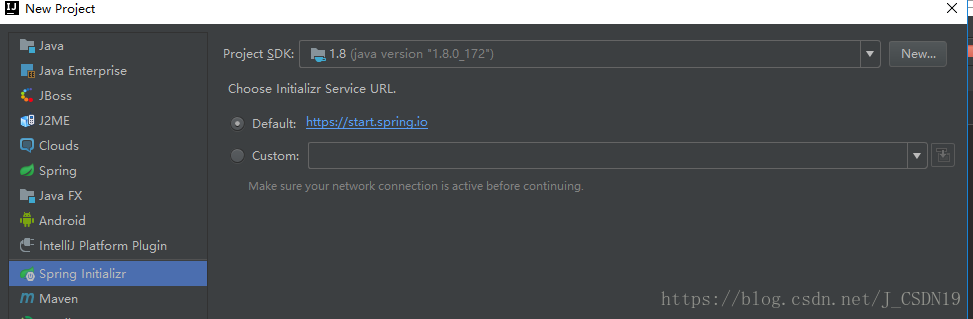 New Project
Java
Java Enterprise
JBoss
J2ME
Clouds
Spring
Java FX
Android
IntelliJ Platform Plugin
Spring Initializr
Maven
Project SDK: 1.8 (java version "1.8.0_172") New...
Choose Initializr Service URL.
Default: https://start.spring.io
Custom:
Make sure your network connection is active before continuing.
https://blog.csdn.net/J_CSDN19